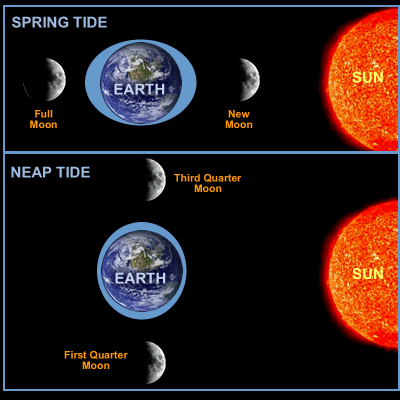 SPRING TIDE
EARTH
SUN
Full
Moon
New
Moon
NEAP TIDE
Third Quarter
Moon
EARTH
SUN
First Quarter
Moon